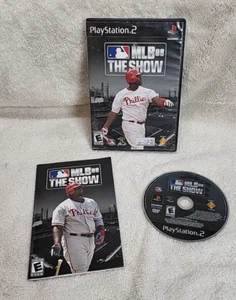 PlayStation 2
MLB 08
THE SHOW
Phillies
E
MLB 08
THE SHOW
Phillies
E
MLB 08
THE SHOW
E
PlayStation 2